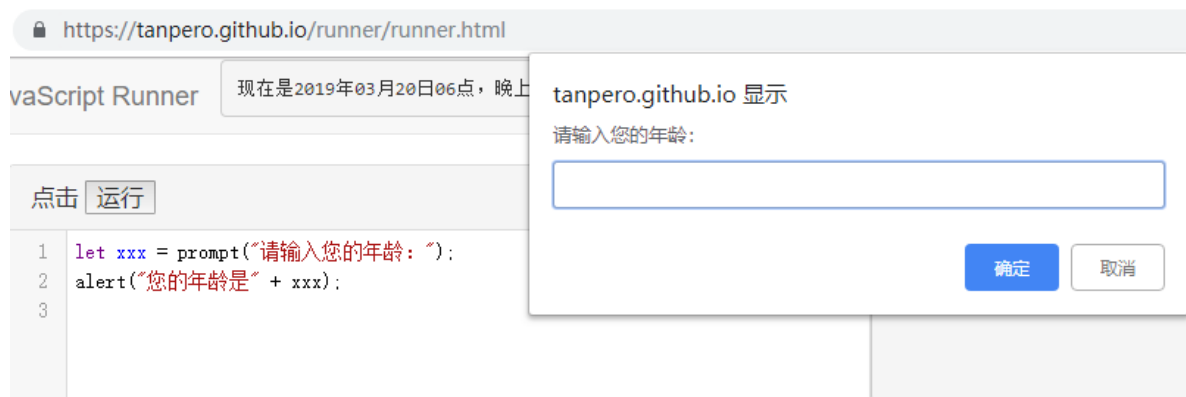 https://tanpero.github.io/runner/runner.html
vaScript Runner
现在是2019年03月20日06点，晚上
tanpero.github.io 显示
请输入您的年龄：
确定
取消
点击 运行
1 let xxx = prompt("请输入您的年龄：");
2 alert("您的年龄是" + xxx);
3